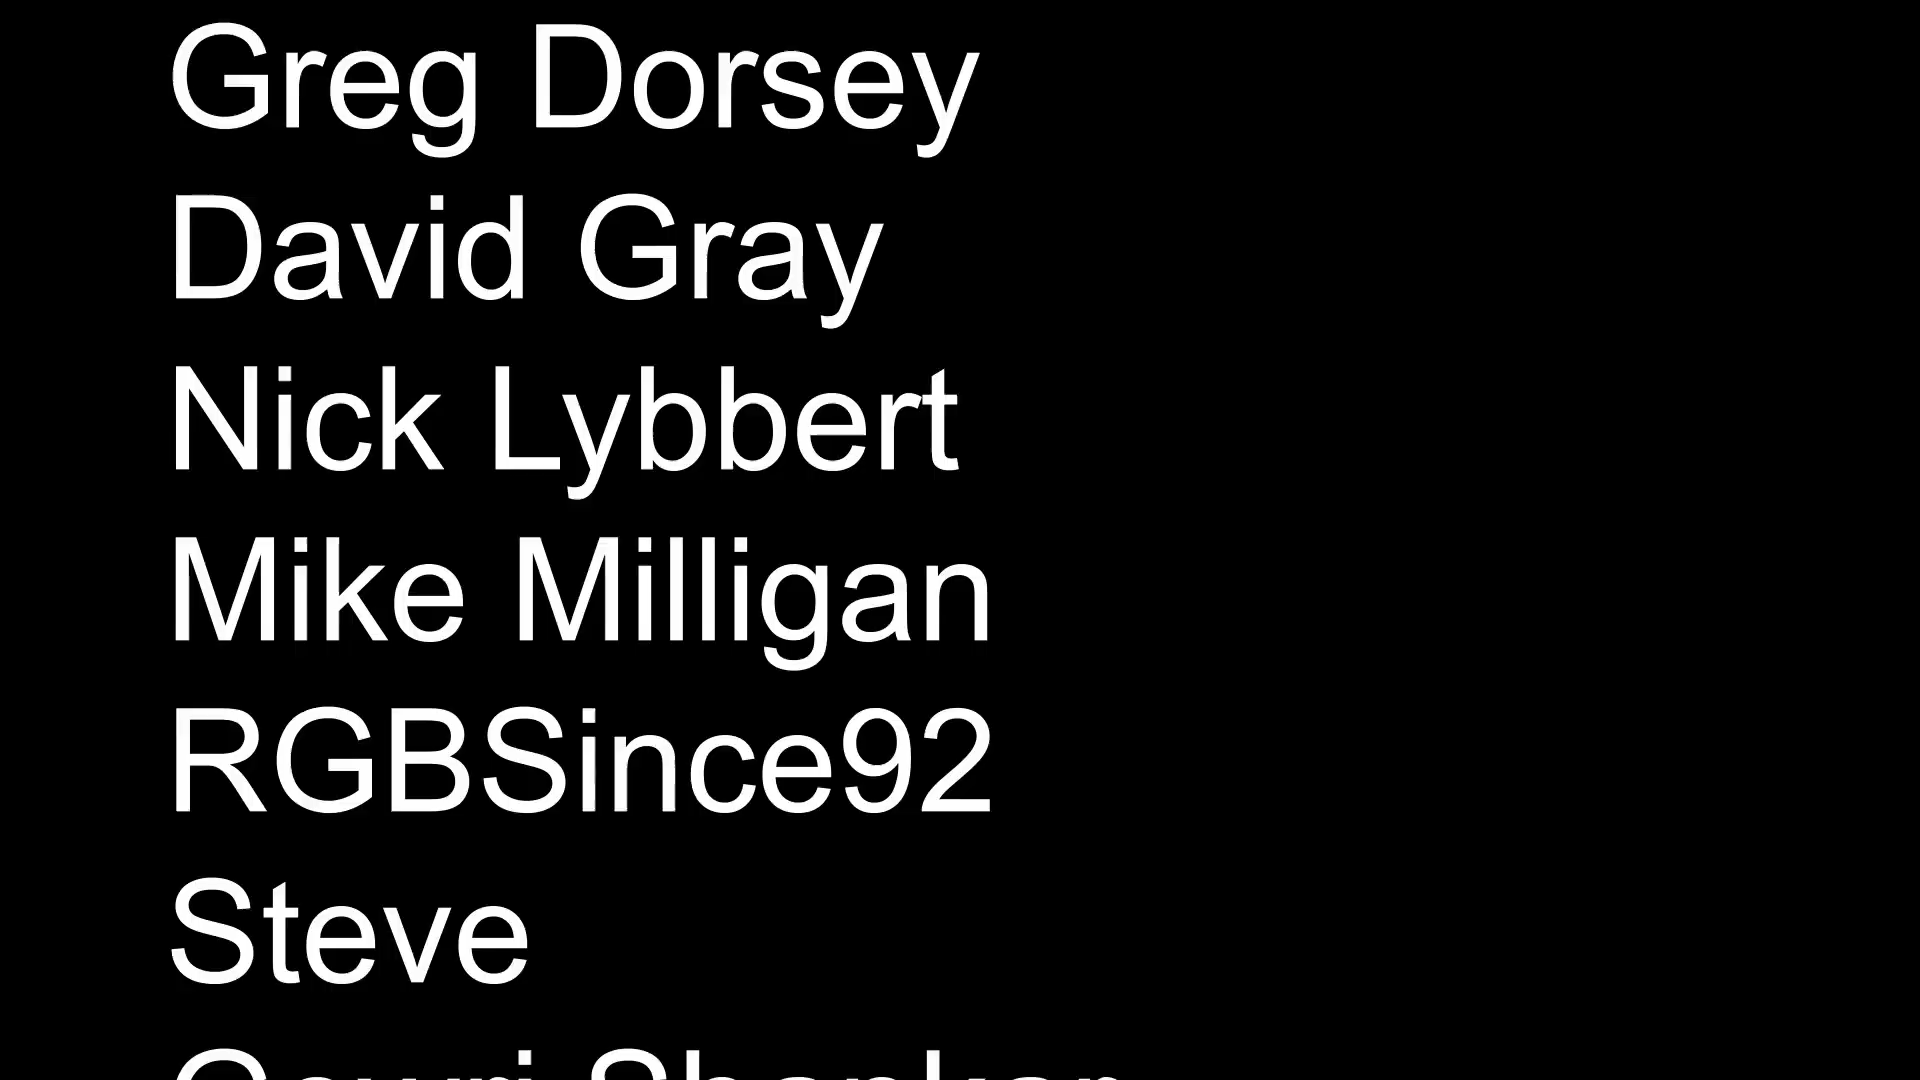 Greg Dorsey
David Gray
Nick Lybbert
Mike Milligan
RGBSince92
Steve